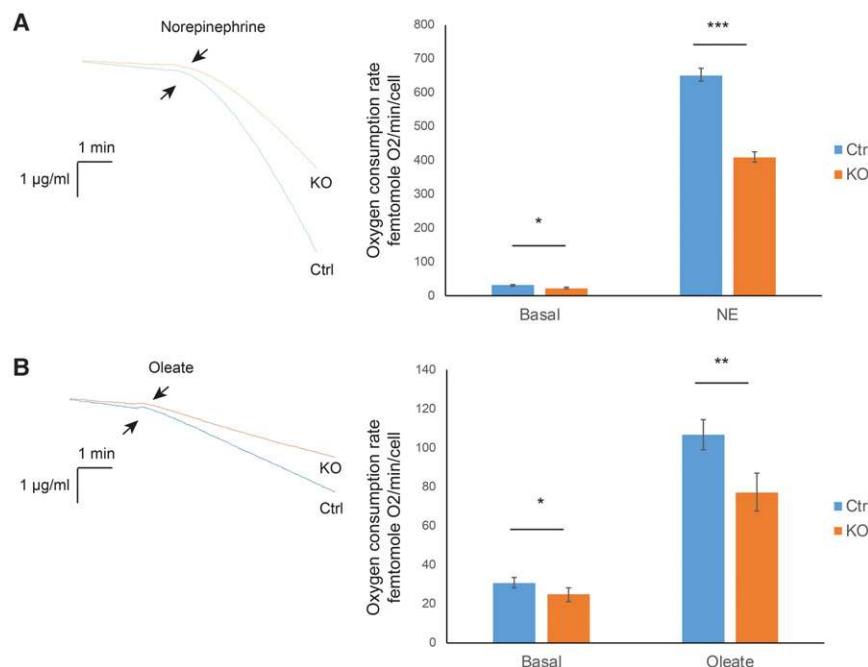 A
Norepinephrine
1 min
1 µg/ml
KO
Ctrl
Oxygen consumption rate
femtomole O2/min/cell
800
700
600
500
400
300
200
100
0
*
***
Basal
NE
Ctr
KO
B
Oleate
1 min
1 µg/ml
KO
Ctrl
Oxygen consumption rate
femtomole O2/min/cell
140
120
100
80
60
40
20
0
*
**
Basal
Oleate
Ctr
KO